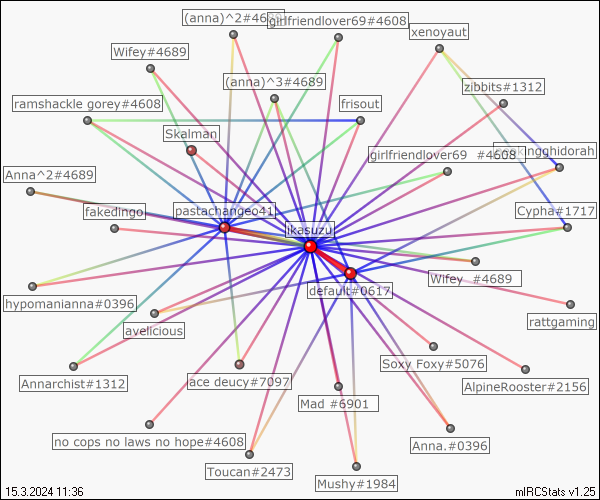 (anna)^2#4689
girlfriendlover69#4608
xenoyaut
Wifey#4689
(anna)^3#4689
zibbits#1312
ramshackle gorey#4608
frisout
Skalman
girlfriendlover69 #4608
ngghidorah
Anna^2#4689
fakedingo
pastachangeo41
Cypha#1717
ikasuzu
Wifey #4689
default#0617
hypomanianna#0396
rattgaming
avelicious
Soxy Foxy#5076
Annarchist#1312
ace deucy#7097
AlpineRooster#2156
Mad #6901
no cops no laws no hope#4608
Anna.#0396
Toucan#2473
Mushy#1984
15.3.2024 11:36
mIRCStats v1.25